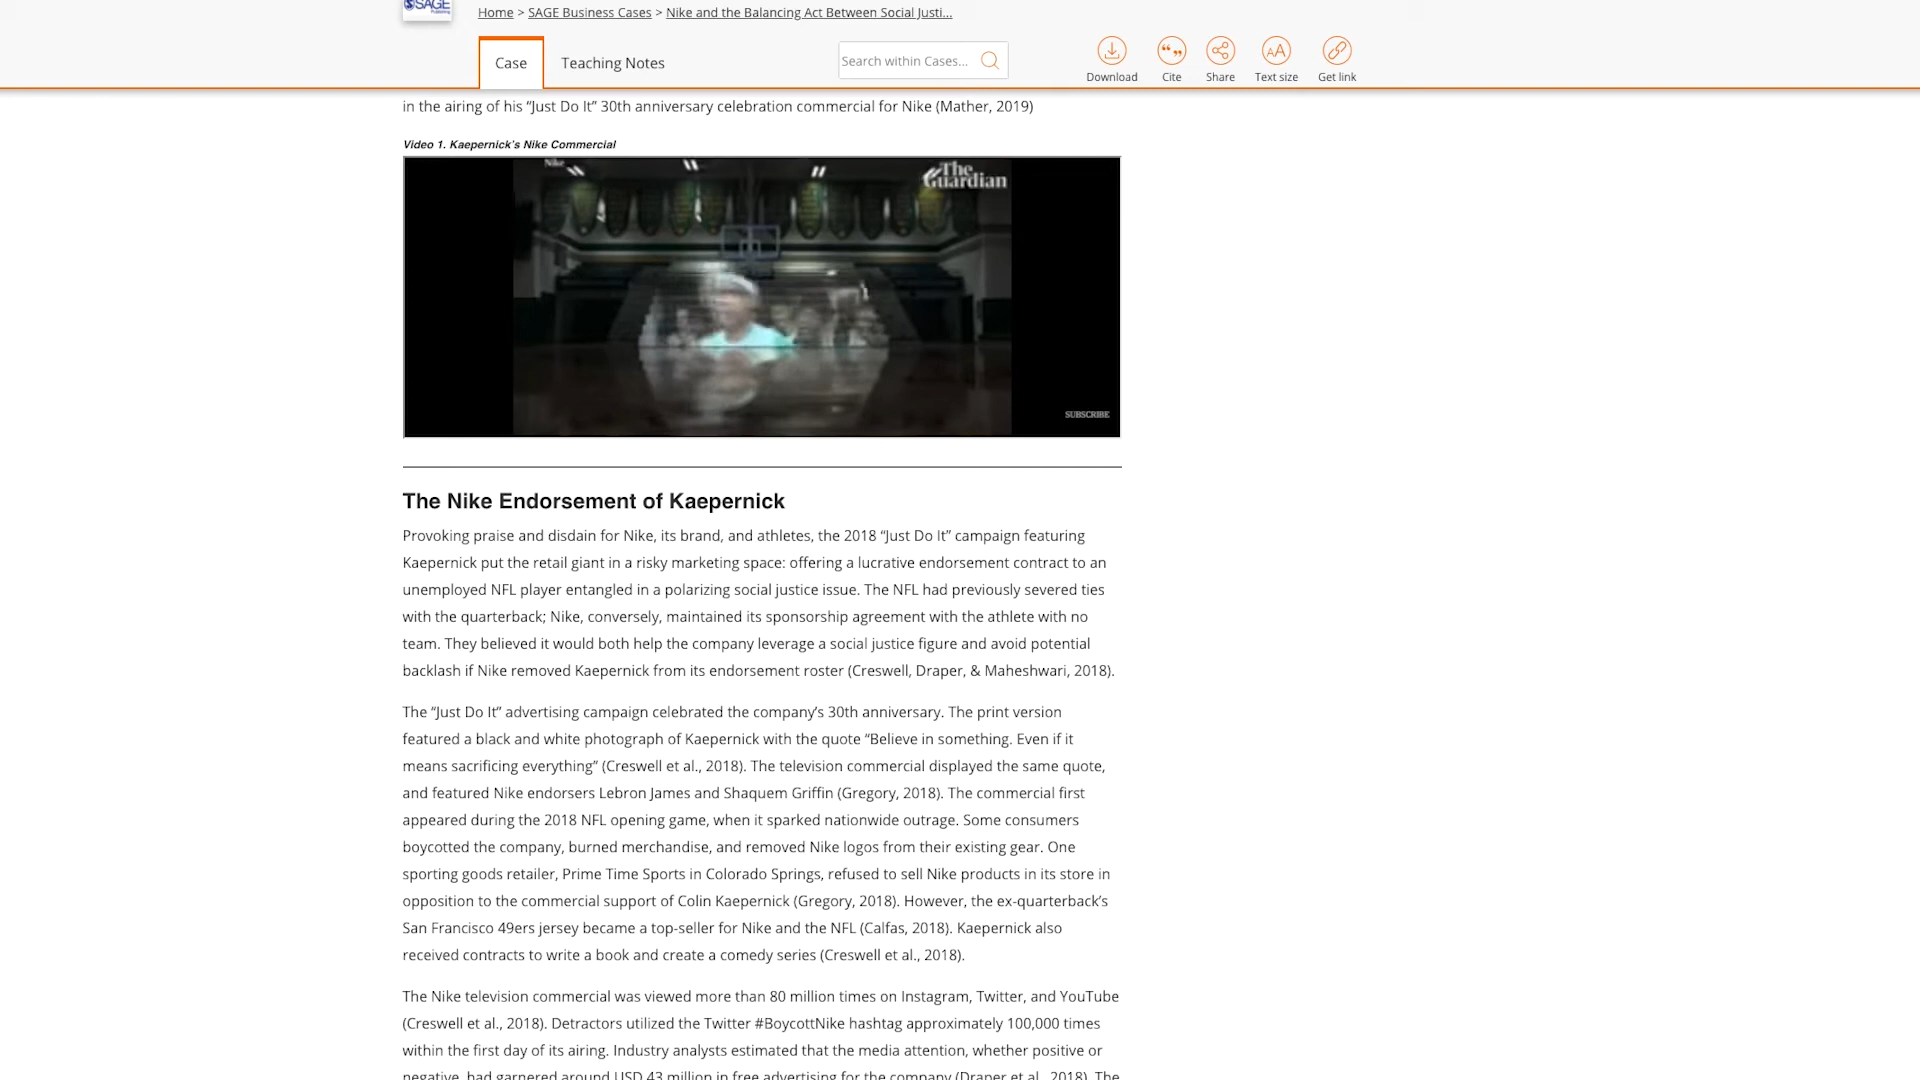 SAGE
Publishing
Home > SAGE Business Cases > Nike and the Balancing Act Between Social Justi...
Case
Teaching Notes
Search within Cases...
Download
Cite
Share
AA
Text size
Get link
in the airing of his “Just Do It” 30th anniversary celebration commercial for Nike (Mather, 2019)
Video 1. Kaepernick’s Nike Commercial
Nike
The
Guardian
SUBSCRIBE
The Nike Endorsement of Kaepernick
Provoking praise and disdain for Nike, its brand, and athletes, the 2018 “Just Do It” campaign featuring
Kaepernick put the retail giant in a risky marketing space: offering a lucrative endorsement contract to an
unemployed NFL player entangled in a polarizing social justice issue. The NFL had previously severed ties
with the quarterback; Nike, conversely, maintained its sponsorship agreement with the athlete with no
team. They believed it would both help the company leverage a social justice figure and avoid potential
backlash if Nike removed Kaepernick from its endorsement roster (Creswell, Draper, & Maheshwari, 2018).
The “Just Do It” advertising campaign celebrated the company’s 30th anniversary. The print version
featured a black and white photograph of Kaepernick with the quote “Believe in something. Even if it
means sacrificing everything” (Creswell et al., 2018). The television commercial displayed the same quote,
and featured Nike endorsers Lebron James and Shaquem Griffin (Gregory, 2018). The commercial first
appeared during the 2018 NFL opening game, when it sparked nationwide outrage. Some consumers
boycotted the company, burned merchandise, and removed Nike logos from their existing gear. One
sporting goods retailer, Prime Time Sports in Colorado Springs, refused to sell Nike products in its store in
opposition to the commercial support of Colin Kaepernick (Gregory, 2018). However, the ex-quarterback’s
San Francisco 49ers jersey became a top-seller for Nike and the NFL (Calfas, 2018). Kaepernick also
received contracts to write a book and create a comedy series (Creswell et al., 2018).
The Nike television commercial was viewed more than 80 million times on Instagram, Twitter, and YouTube
(Creswell et al., 2018). Detractors utilized the Twitter #BoycottNike hashtag approximately 100,000 times
within the first day of its airing. Industry analysts estimated that the media attention, whether positive or
negative, had garnered around USD 43 million in free advertising for the company (Draper et al., 2018). The